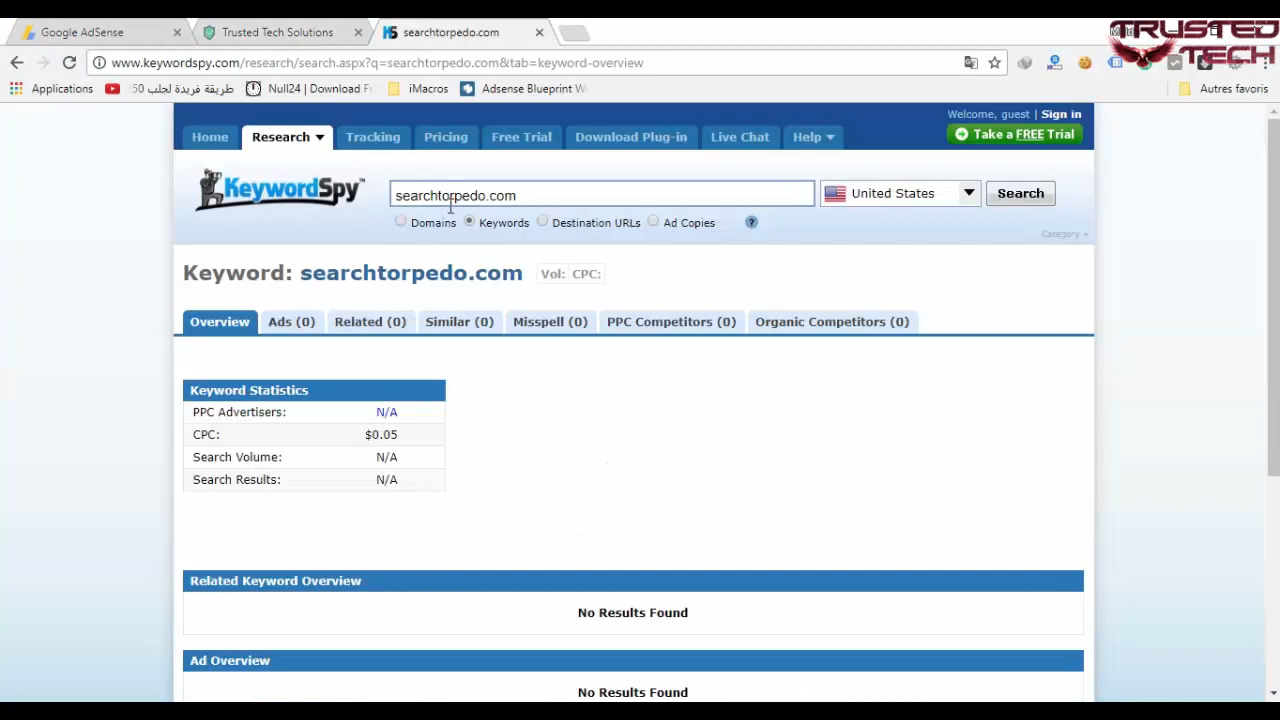 Google AdSense
Trusted Tech Solutions
searchtorpedo.com
TRUSTED TECH
www.keywordspy.com/research/search.aspx?q=searchtorpedo.com&tab=keyword-overview
Applications
طريقة فريدة لجلب 50
Null24 | Download F
iMacros
Adsense Blueprint W
Autres favoris
Welcome, guest | Sign in
Home
Research
Tracking
Pricing
Free Trial
Download Plug-in
Live Chat
Help
Take a FREE Trial
KeywordSpy
searchtorpedo.com
United States
Search
Domains
Keywords
Destination URLs
Ad Copies
?
Category
Keyword: searchtorpedo.com
Vol:
CPC:
Overview
Ads (0)
Related (0)
Similar (0)
Misspell (0)
PPC Competitors (0)
Organic Competitors (0)
Keyword Statistics
PPC Advertisers: N/A
CPC: $0.05
Search Volume: N/A
Search Results: N/A
Related Keyword Overview
No Results Found
Ad Overview
No Results Found